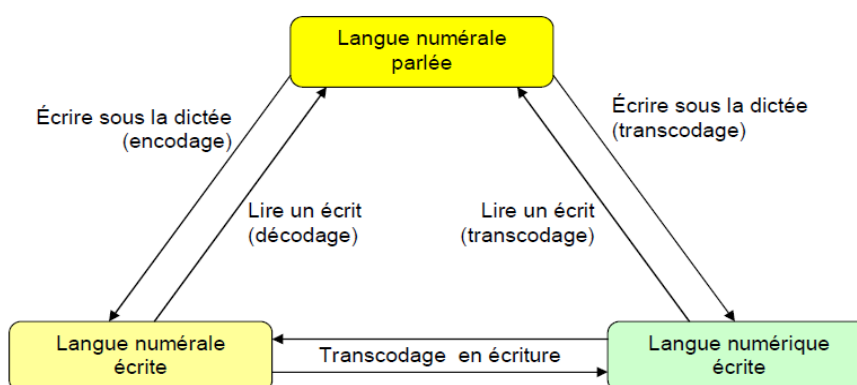 Langue numérale
parlée
Écrire sous la dictée
(encodage)
Écrire sous la dictée
(transcodage)
Lire un écrit
(décodage)
Lire un écrit
(transcodage)
Langue numérale
écrite
Transcodage en écriture
Langue numérique
écrite